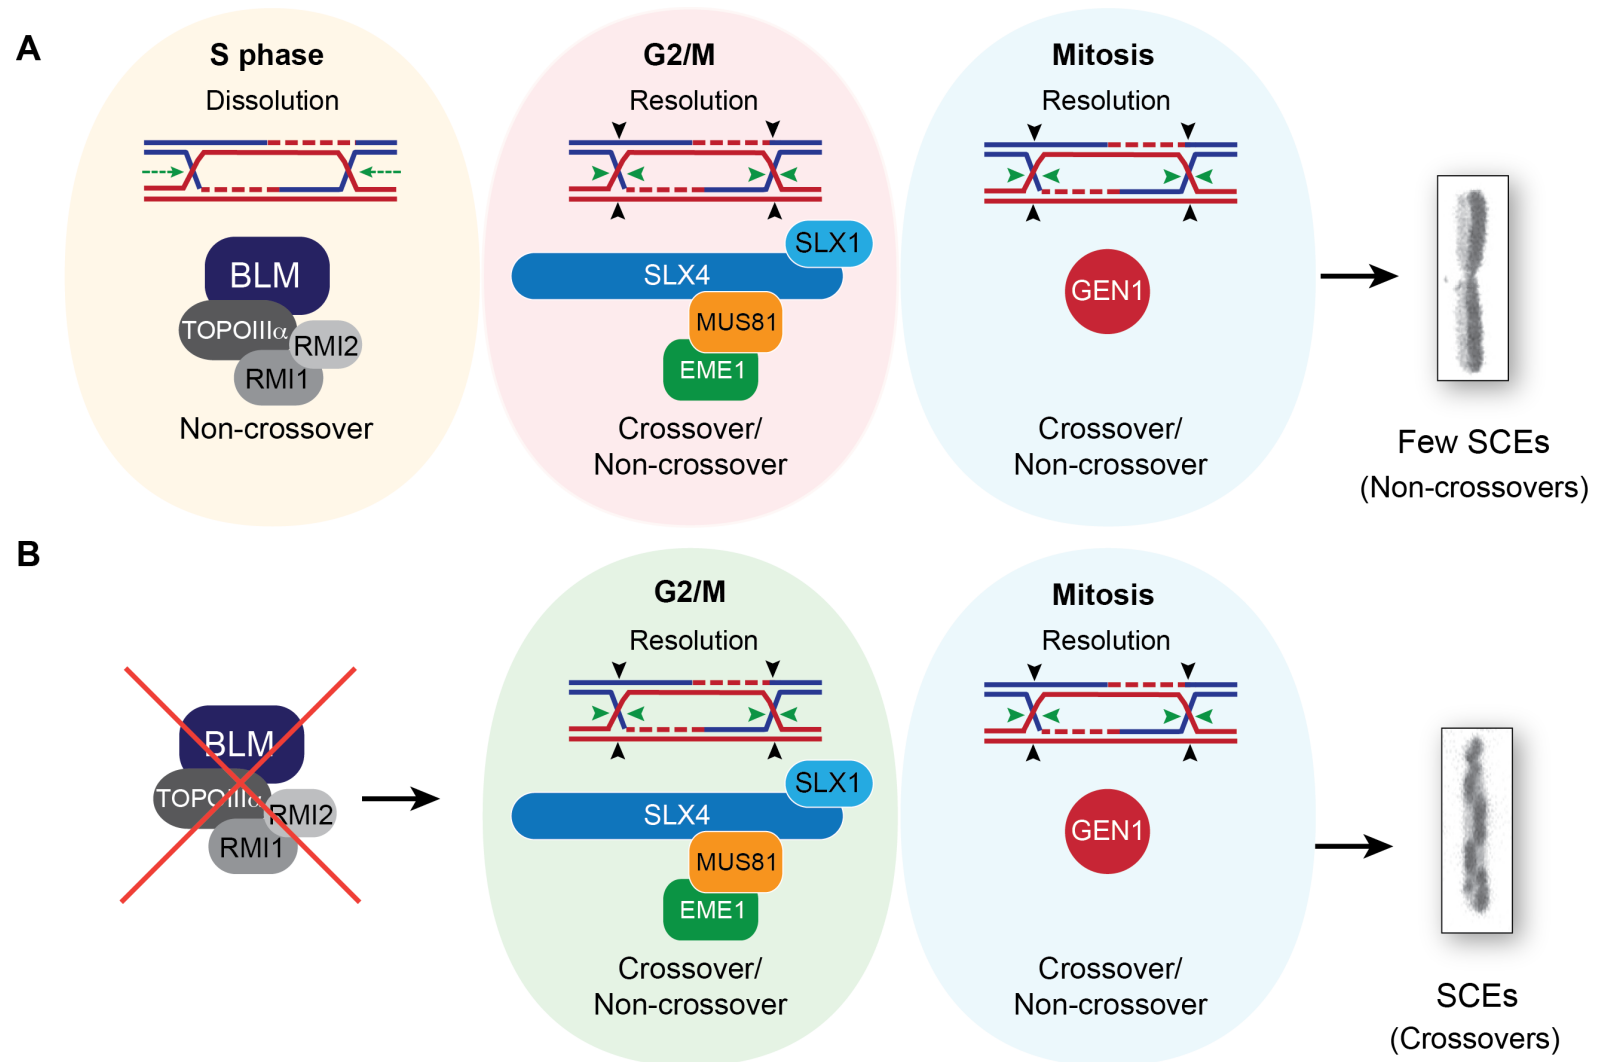 A
S phase
Dissolution
BLM
TOPOIIIα
RMI2
RMI1
Non-crossover
G2/M
Resolution
SLX1
SLX4
MUS81
EME1
Crossover/
Non-crossover
Mitosis
Resolution
GEN1
Crossover/
Non-crossover
Few SCEs
(Non-crossovers)
B
BLM
TOPOIIIα
RMI2
RMI1
G2/M
Resolution
SLX1
SLX4
MUS81
EME1
Crossover/
Non-crossover
Mitosis
Resolution
GEN1
Crossover/
Non-crossover
SCEs
(Crossovers)